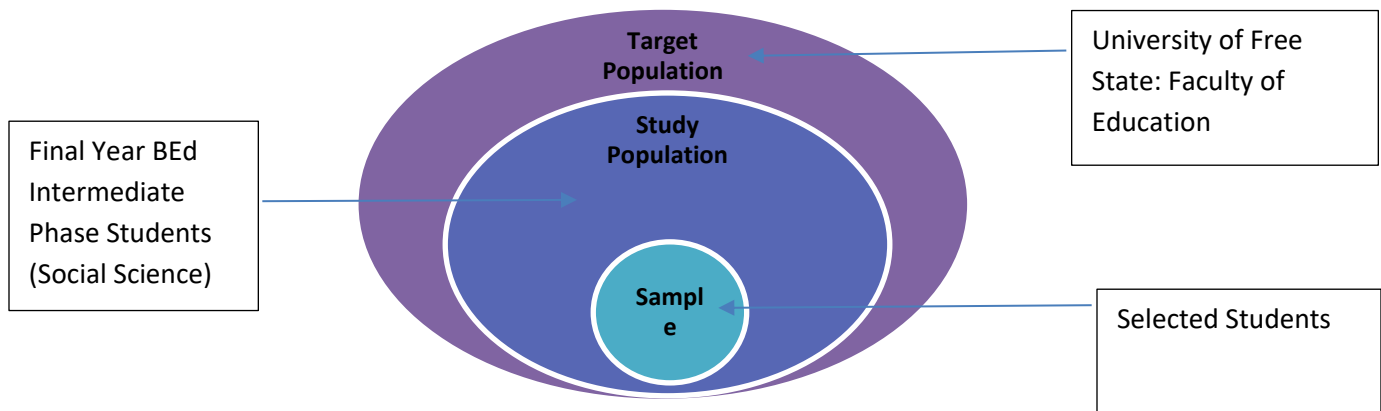 Target
Population
University of Free
State: Faculty of
Education
Study
Population
Final Year BEd
Intermediate
Phase Students
(Social Science)
Sampl
e
Selected Students